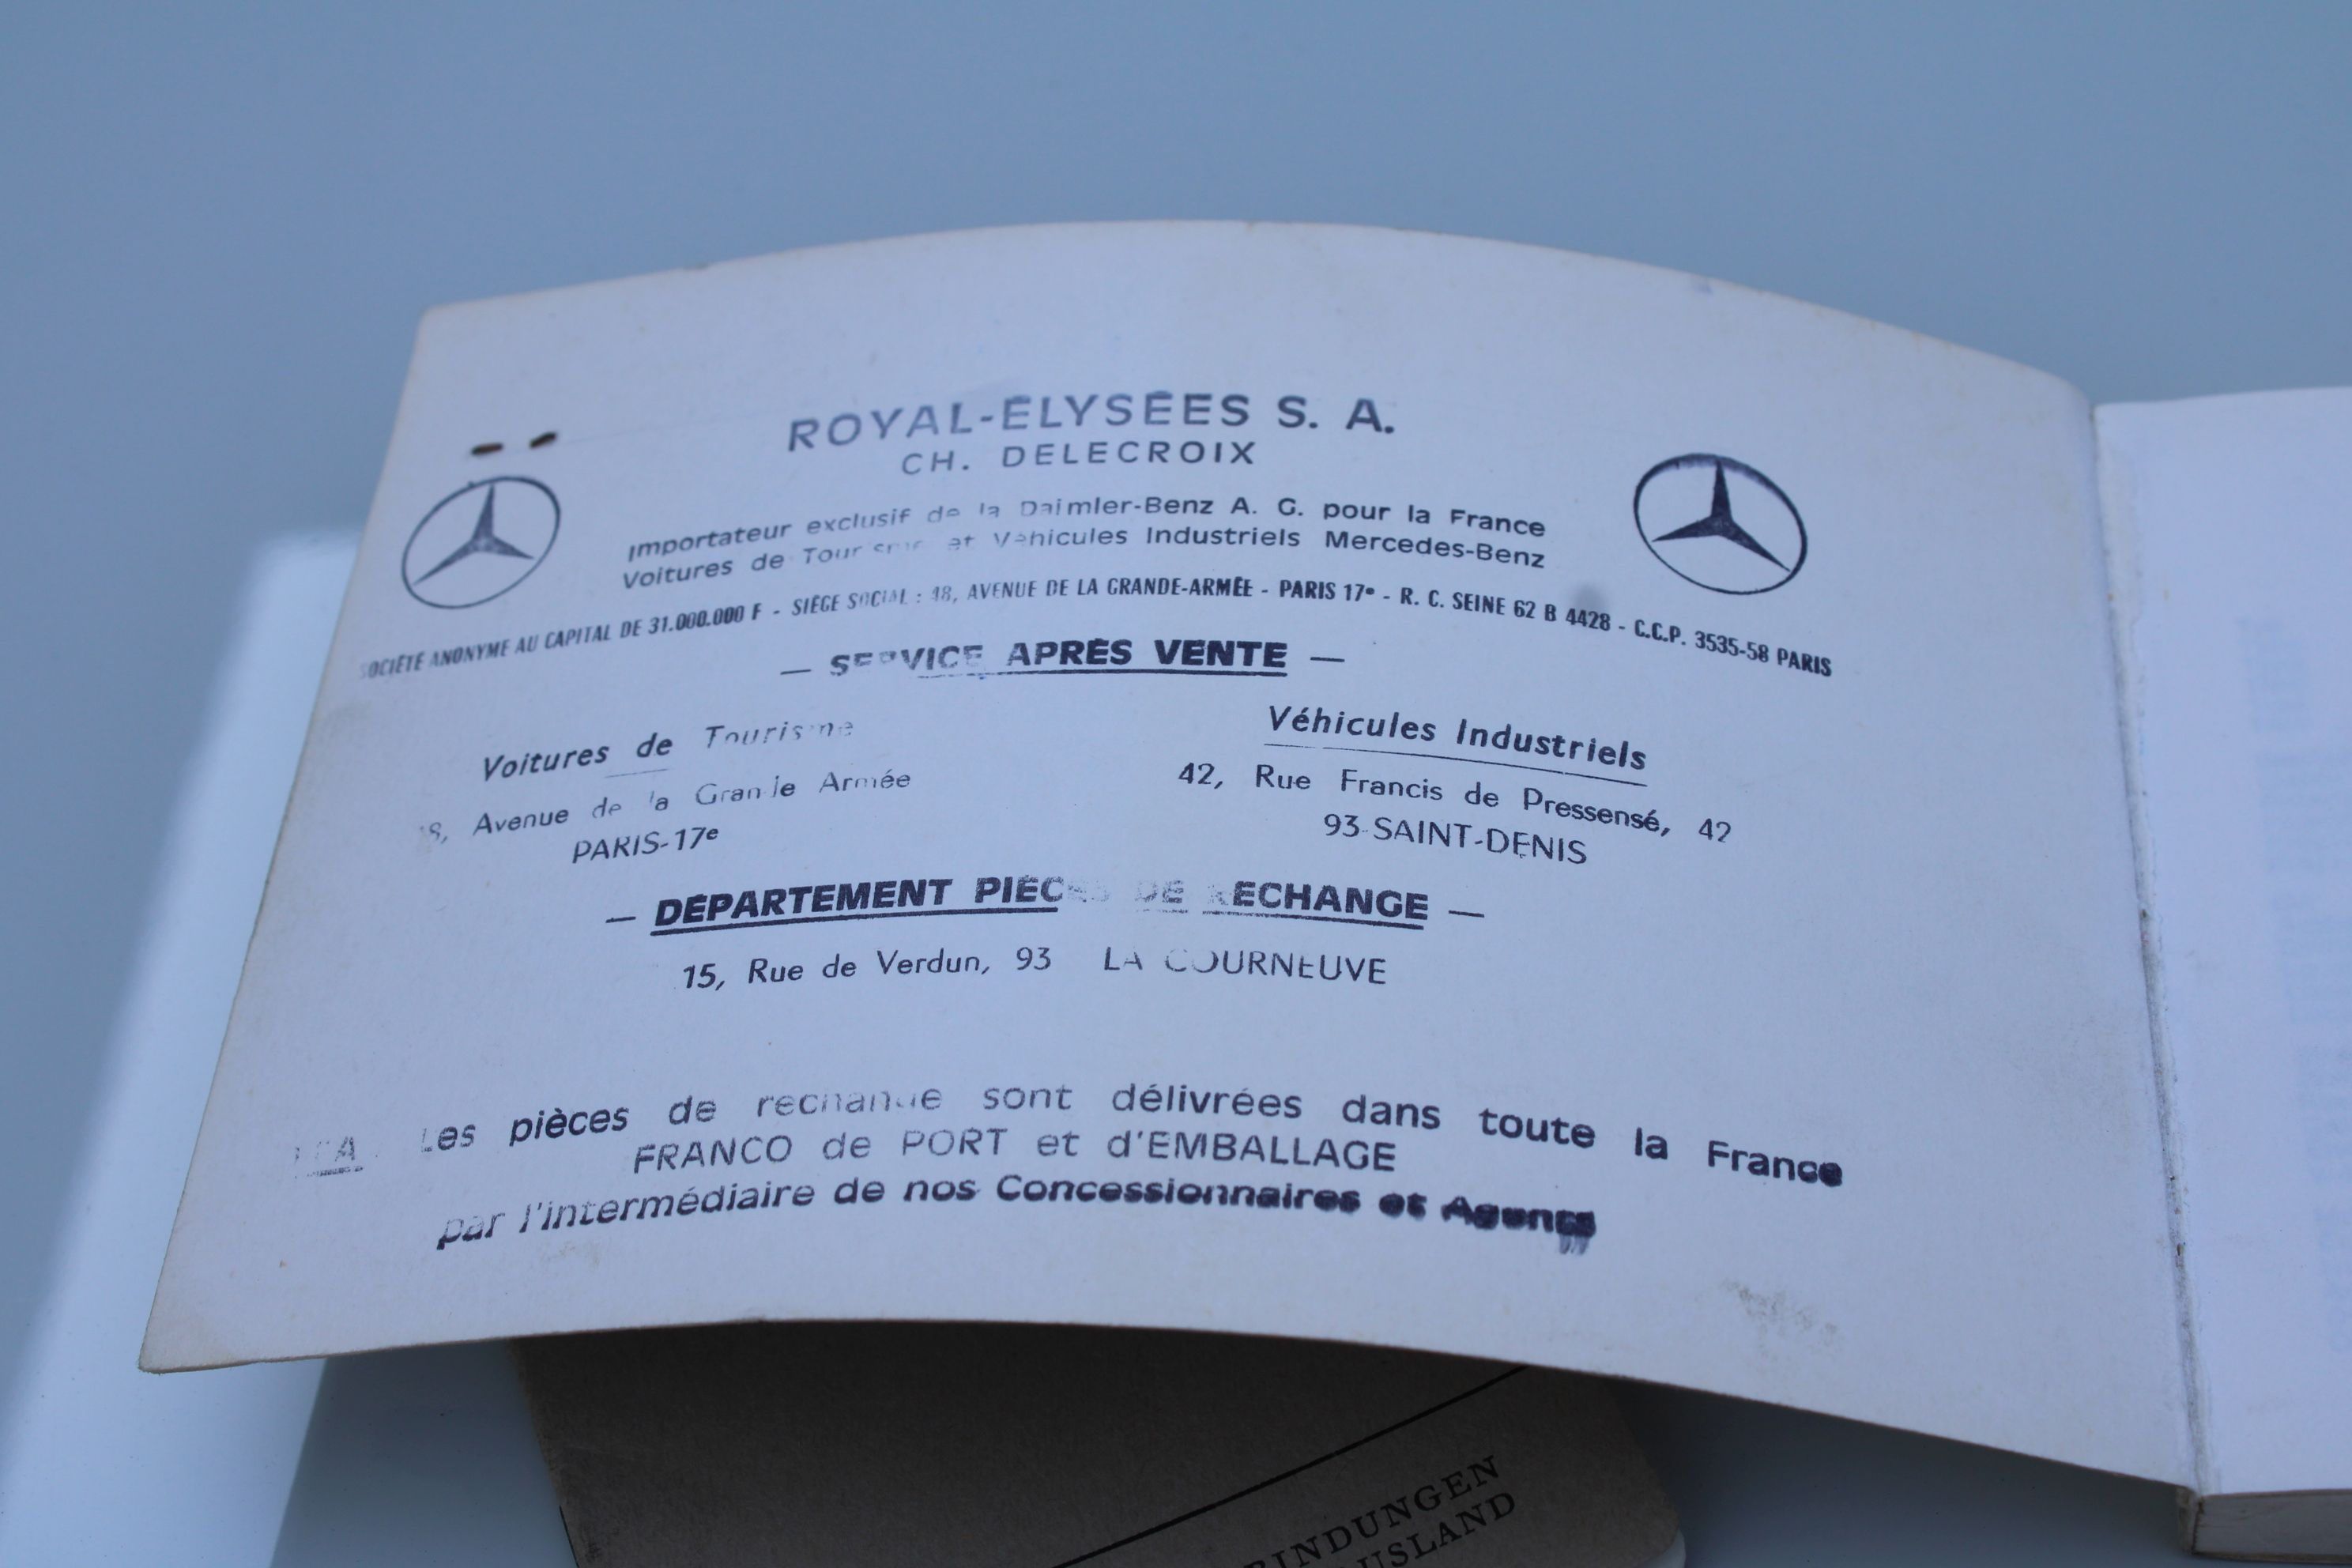 ROYAL-ÉLYSÉES S. A.
CH. DELECROIX
Importateur exclusif de la Daimler-Benz A. G. pour la France
Voitures de Tourisme et Véhicules Industriels Mercedes-Benz
SOCIÉTÉ ANONYME AU CAPITAL DE 31.000.000 F - SIÈGE SOCIAL : 48, AVENUE DE LA GRANDE-ARMÉE - PARIS 17e - R. C. SEINE 62 B 4428 - C.C.P. 3535-58 PARIS
— SERVICE APRÈS VENTE —
Voitures de Tourisme
48, Avenue de la Grande Armée
PARIS-17e
Véhicules Industriels
42, Rue Francis de Pressensé, 42
93-SAINT-DENIS
— DÉPARTEMENT PIÈCES DE RECHANGE —
15, Rue de Verdun, 93 LA COURNEUVE
Les pièces de rechange sont délivrées dans toute la France
FRANCO de PORT et d'EMBALLAGE
par l'intermédiaire de nos Concessionnaires et Agents